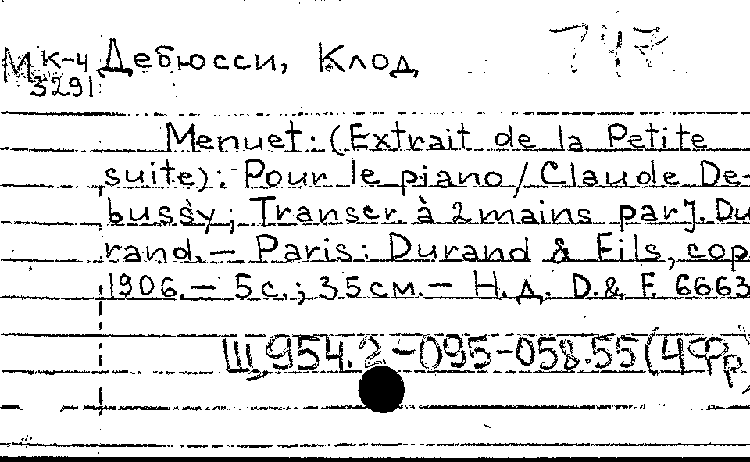 МК-4 Дебюсси, Клод 747
3291
Menuet: (Extrait de la Petite
suite): Pour le piano / Claude De-
bussy; Transcr. à 2 mains par J. Du
rand. — Paris: Durand & Fils, cop.
1906. — 5 с.; 35 см. — Н. д. D. & F. 6663
Щ954.2-095-058.55(4Фр)